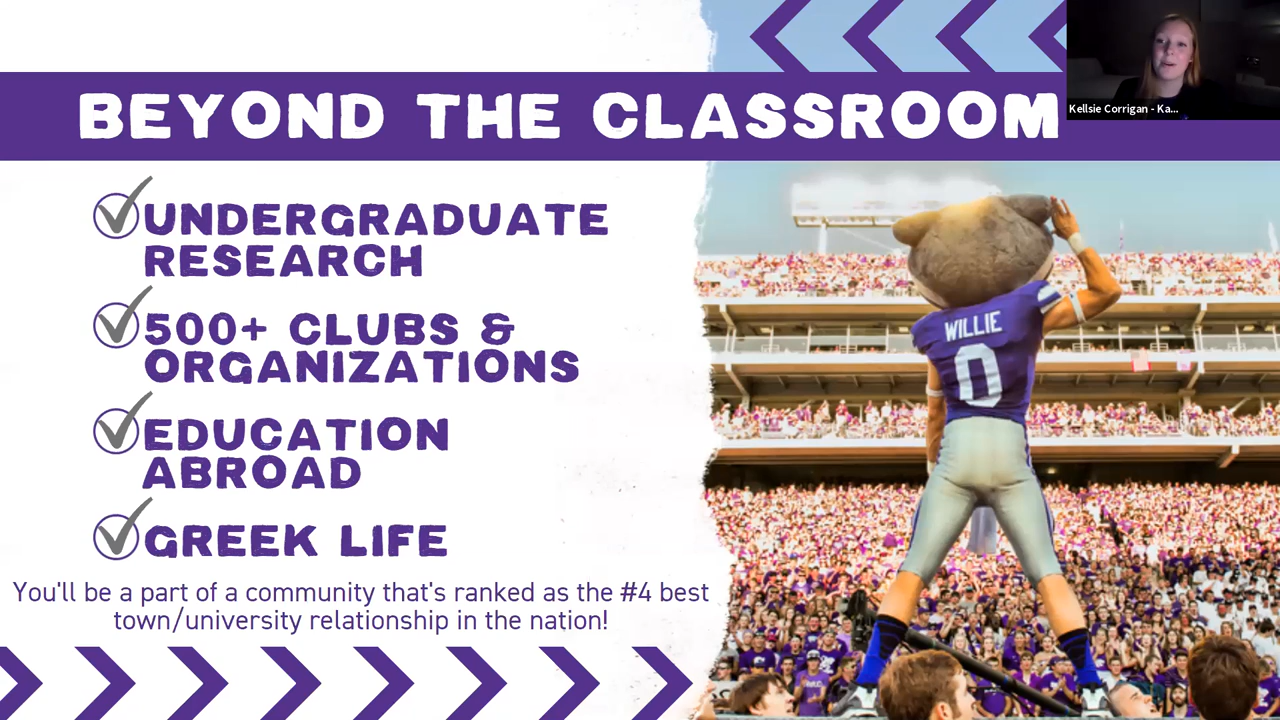 BEYOND THE CLASSROOM
Kellsie Corrigan - Ka...
UNDERGRADUATE
RESEARCH
500+ CLUBS &
ORGANIZATIONS
EDUCATION
ABROAD
GREEK LIFE
You'll be a part of a community that's ranked as the #4 best
town/university relationship in the nation!
WILLIE
0